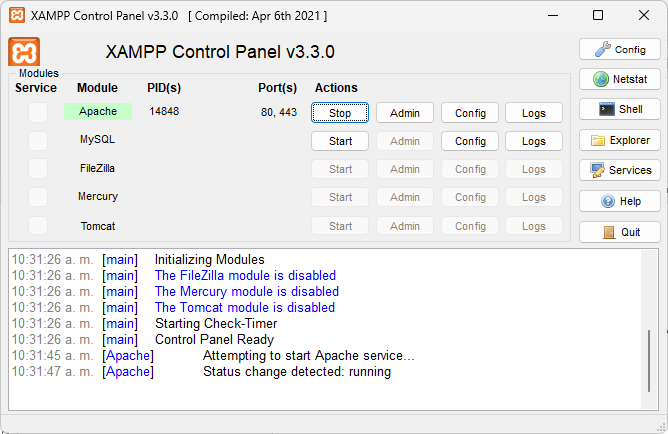 XAMPP Control Panel v3.3.0 [ Compiled: Apr 6th 2021 ]
XAMPP Control Panel v3.3.0
Config
Modules
Service Module PID(s) Port(s) Actions
Netstat
Apache 14848 80, 443 Stop Admin Config Logs
Shell
MySQL Start Admin Config Logs
Explorer
FileZilla Start Admin Config Logs
Services
Mercury Start Admin Config Logs
Help
Tomcat Start Admin Config Logs
Quit
10:31:26 a. m. [main] Initializing Modules
10:31:26 a. m. [main] The FileZilla module is disabled
10:31:26 a. m. [main] The Mercury module is disabled
10:31:26 a. m. [main] The Tomcat module is disabled
10:31:26 a. m. [main] Starting Check-Timer
10:31:26 a. m. [main] Control Panel Ready
10:31:45 a. m. [Apache] Attempting to start Apache service...
10:31:47 a. m. [Apache] Status change detected: running